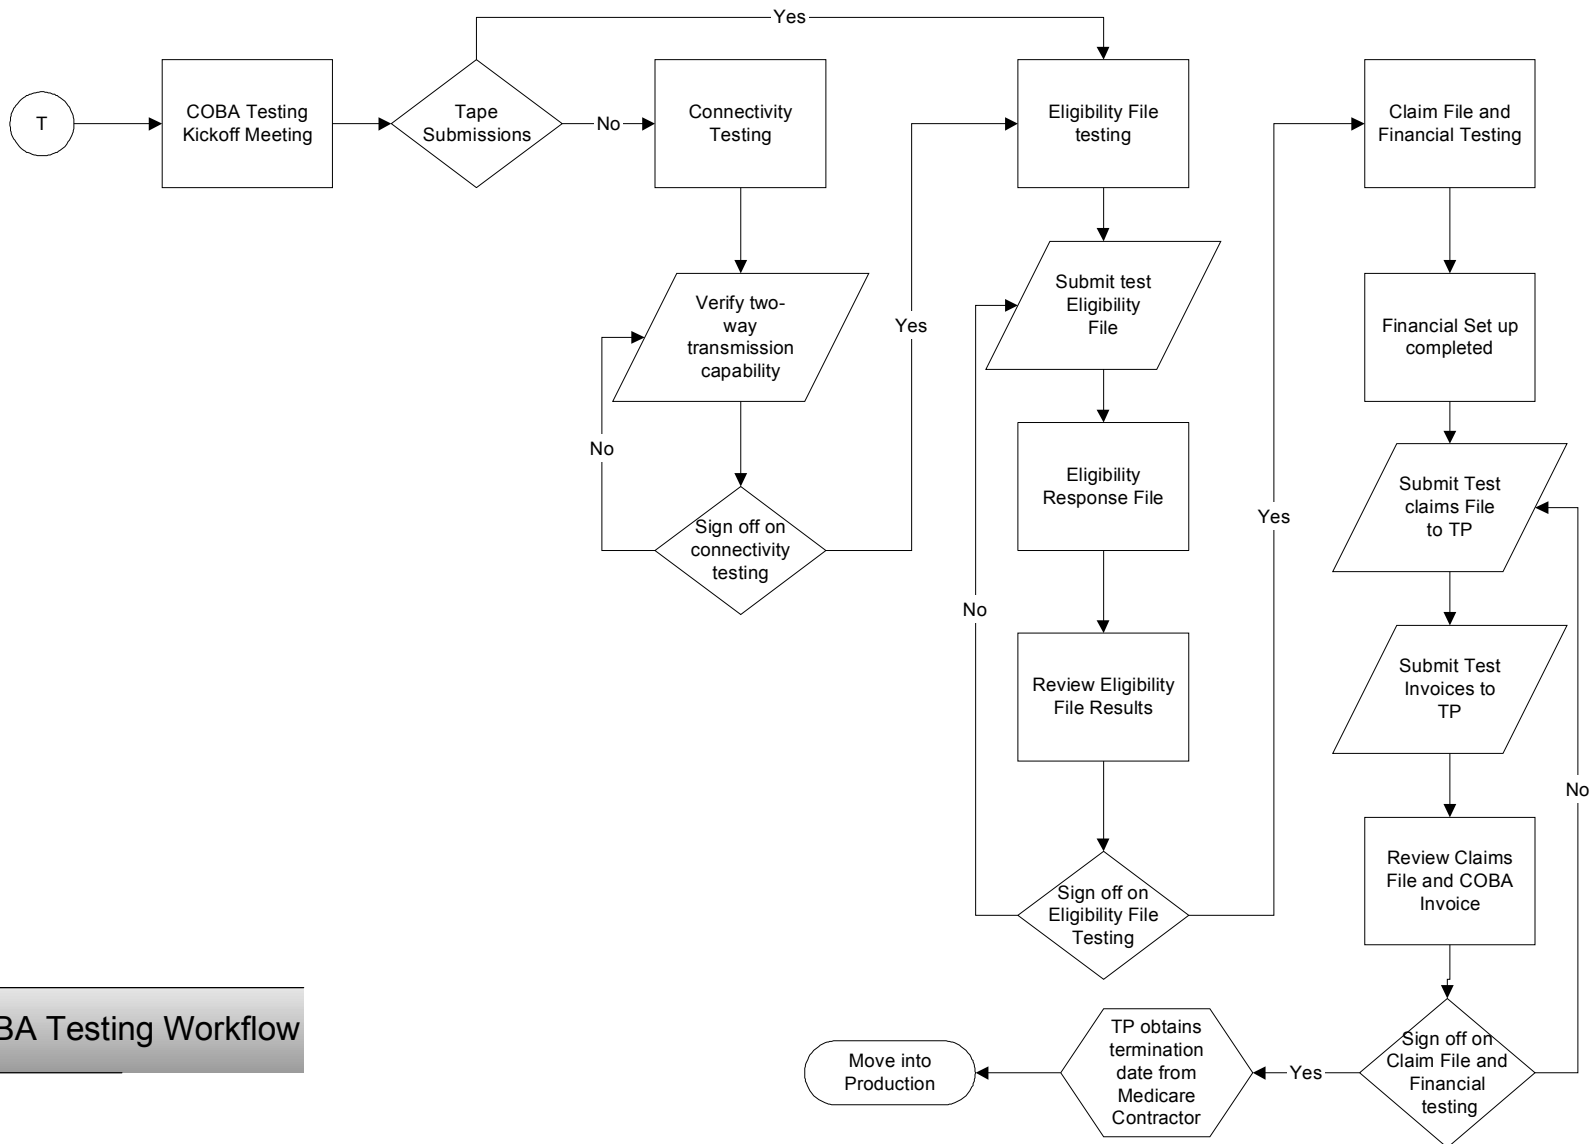 Yes
T
COBA Testing
Kickoff Meeting
Tape
Submissions
No
Connectivity
Testing
Eligibility File
testing
Claim File and
Financial Testing
Verify two-
way
transmission
capability
No
Sign off on
connectivity
testing
Yes
Submit test
Eligibility
File
Eligibility
Response File
Review Eligibility
File Results
No
Sign off on
Eligibility File
Testing
Yes
Financial Set up
completed
Submit Test
claims File
to TP
Submit Test
Invoices to
TP
No
Review Claims
File and COBA
Invoice
Sign off on
Claim File and
Financial
testing
Yes
TP obtains
termination
date from
Medicare
Contractor
Move into
Production
BA Testing Workflow